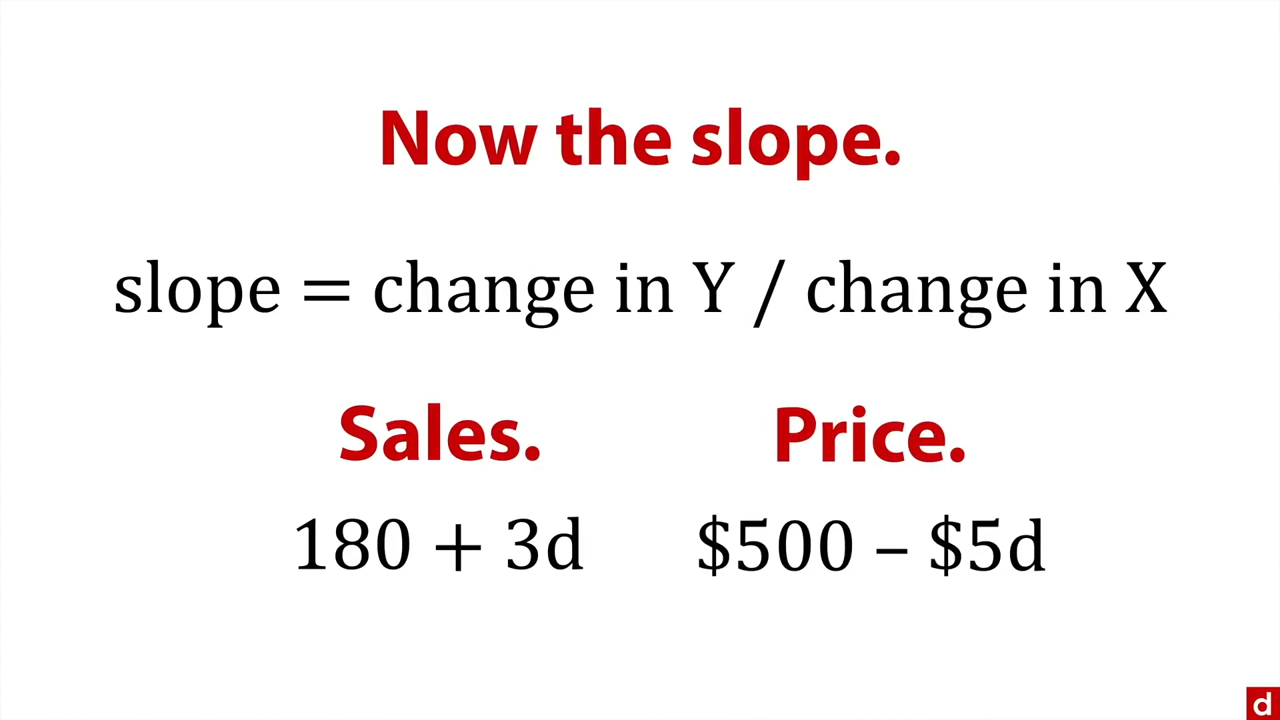 Now the slope.
slope = change in Y / change in X
Sales. Price.
180 + 3d $500 – $5d
d